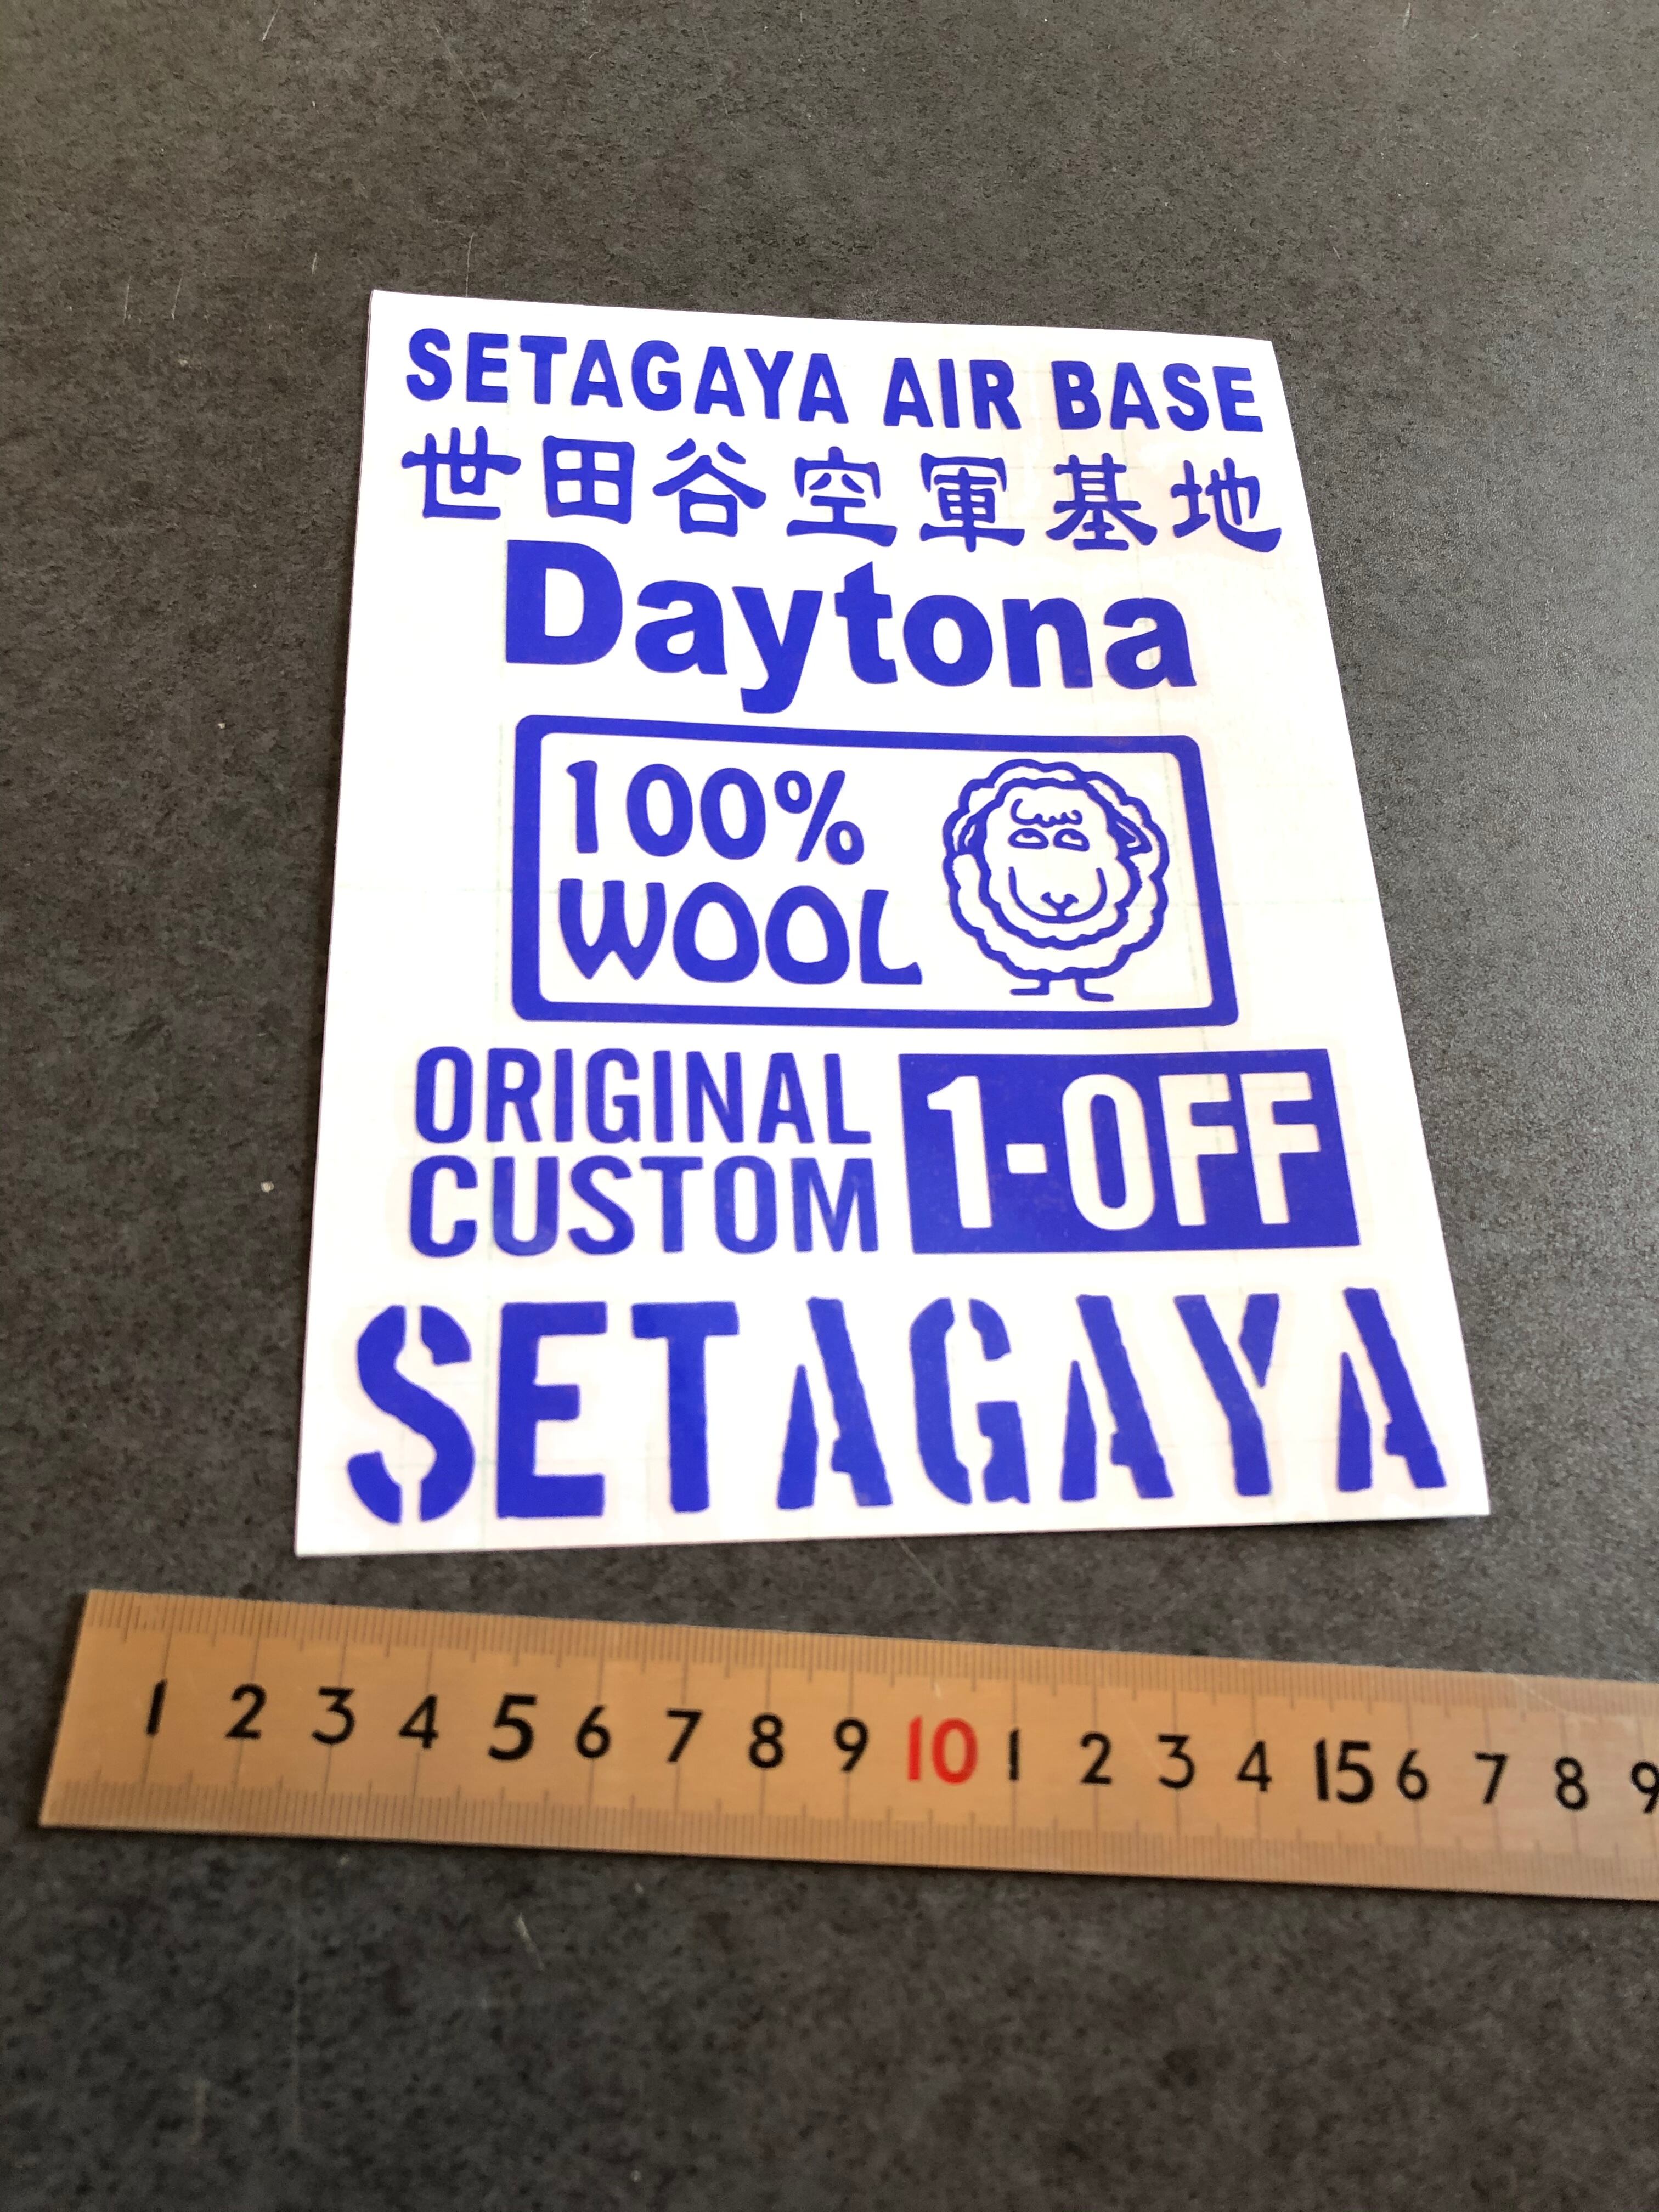 SETAGAYA AIR BASE
世田谷空軍基地
Daytona
100%
WOOL
ORIGINAL
CUSTOM
1-OFF
SETAGAYA
1 2 3 4 5 6 7 8 9 10 1 2 3 4 15 6 7 8 9